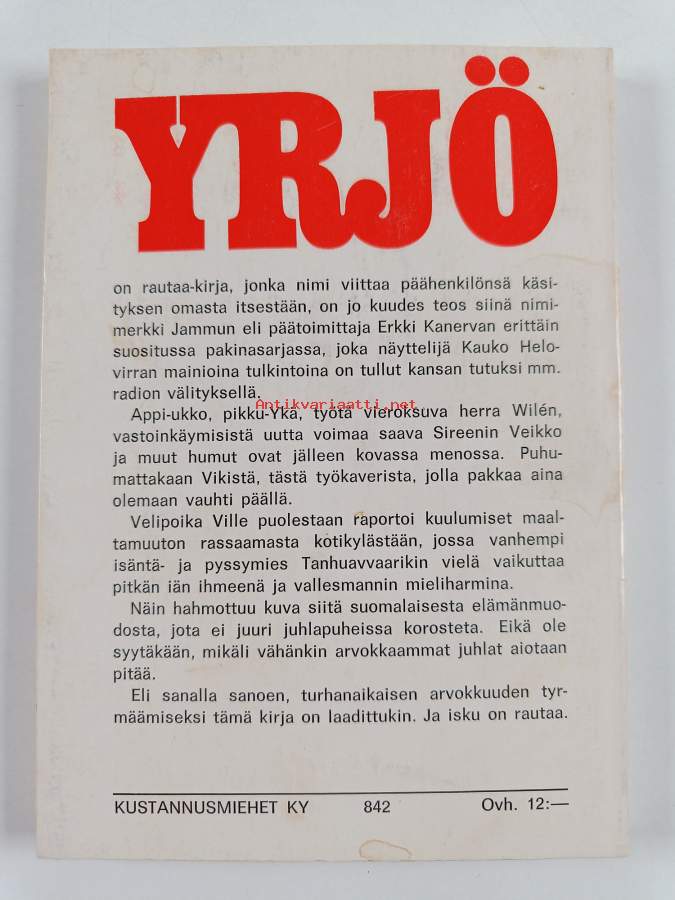 YRJÖ
on rautaa-kirja, jonka nimi viittaa päähenkilönsä käsi-
tyksen omasta itsestään, on jo kuudes teos siinä nimi-
merkki Jammun eli päätoimittaja Erkki Kanervan erittäin
suositussa pakinasarjassa, joka näyttelijä Kauko Helo-
virran mainioina tulkintoina on tullut kansan tutuksi mm.
radion välityksellä.
Antikvariaatti.net
Appi-ukko, pikku-Ykä, työtä vieroksuva herra Wilén,
vastoinkäymisistä uutta voimaa saava Sireenin Veikko
ja muut humut ovat jälleen kovassa menossa. Puhu-
mattakaan Vikistä, tästä työkaverista, jolla pakkaa aina
olemaan vauhti päällä.
Velipoika Ville puolestaan raportoi kuulumiset maal-
tamuuton rassaamasta kotikylästään, jossa vanhempi
isäntä- ja pyssymies Tanhuavvaarikin vielä vaikuttaa
pitkän iän ihmeenä ja vallesmannin mieliharmina.
Näin hahmottuu kuva siitä suomalaisesta elämänmuo-
dosta, jota ei juuri juhlapuheissa korosteta. Eikä ole
syytäkään, mikäli vähänkin arvokkaammat juhlat aiotaan
pitää.
Eli sanalla sanoen, turhanaikaisen arvokkuuden tyr-
määmiseksi tämä kirja on laadittukin. Ja isku on rautaa.
KUSTANNUSMIEHET KY 842 Ovh. 12:—